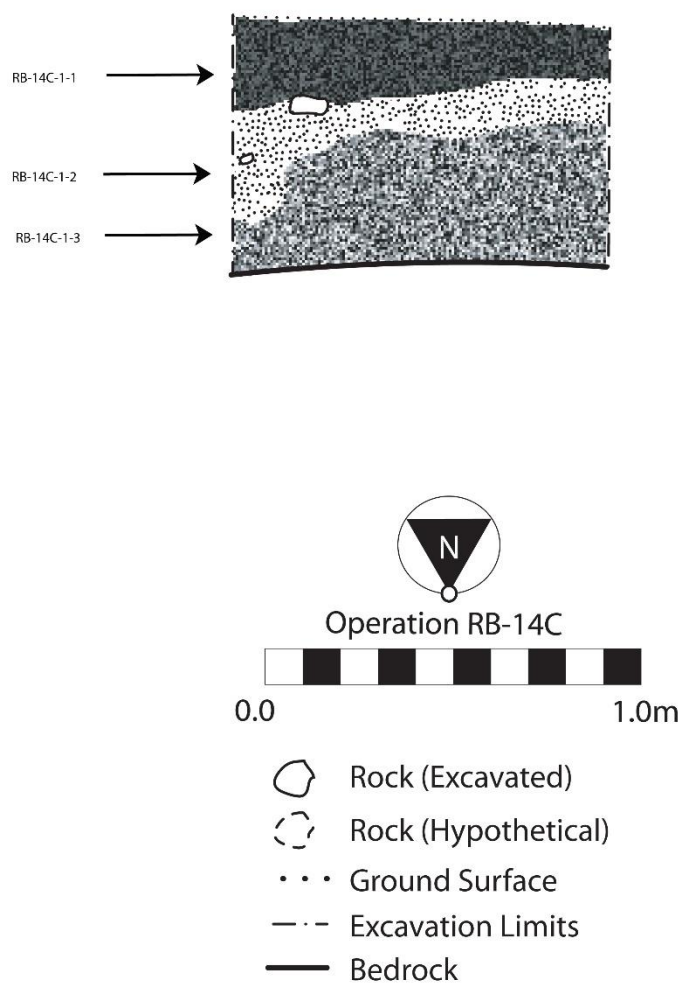 RB-14C-1-1
RB-14C-1-2
RB-14C-1-3
N
Operation RB-14C
0.0 1.0m
Rock (Excavated)
Rock (Hypothetical)
Ground Surface
Excavation Limits
Bedrock